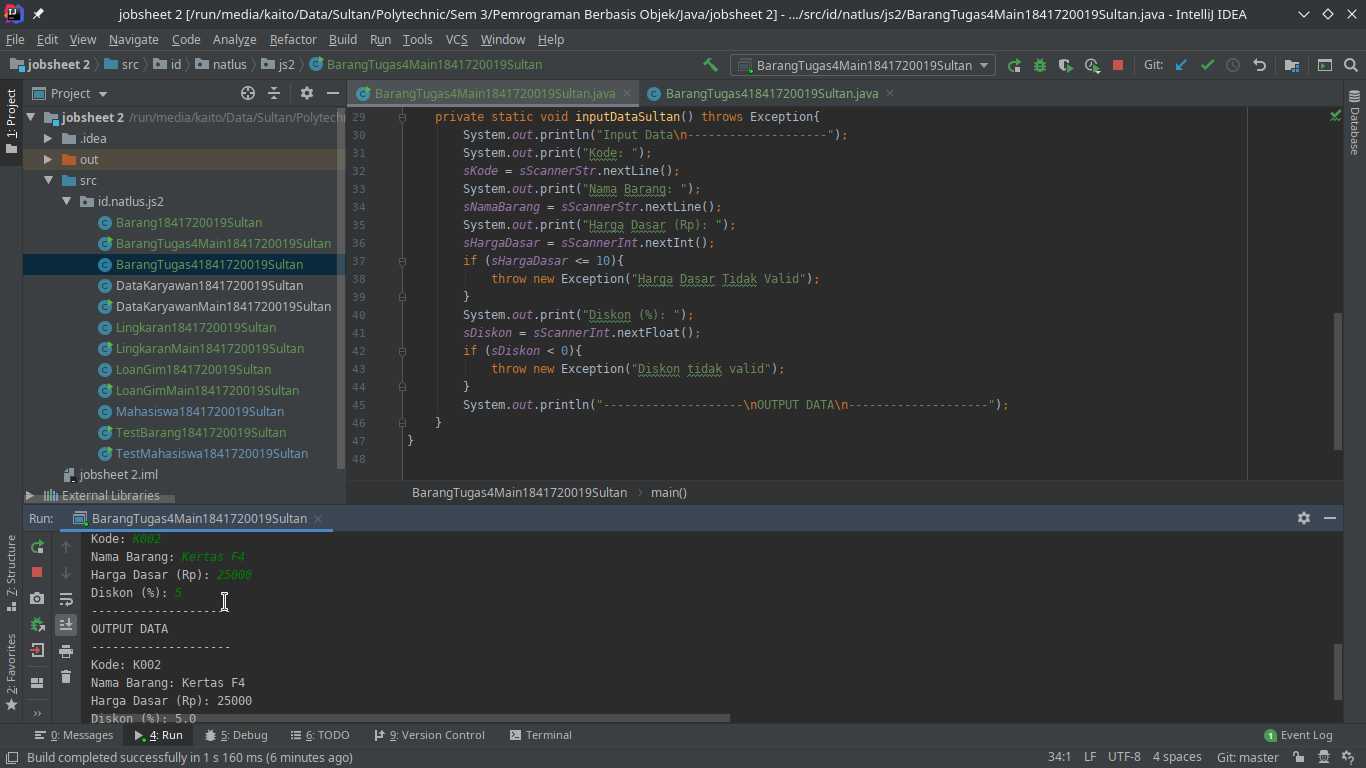 jobsheet 2 [/run/media/kaito/Data/Sultan/Polytechnic/Sem 3/Pemrograman Berbasis Objek/Java/jobsheet 2] - .../src/id/natlus/js2/BarangTugas4Main1841720019Sultan.java - IntelliJ IDEA
File Edit View Navigate Code Analyze Refactor Build Run Tools VCS Window Help
jobsheet 2 src id natlus js2 BarangTugas4Main1841720019Sultan BarangTugas4Main1841720019Sultan Git:
1: Project
7: Structure
2: Favorites
Project
jobsheet 2 /run/media/kaito/Data/Sultan/Polytechn
.idea
out
src
id.natlus.js2
Barang1841720019Sultan
BarangTugas4Main1841720019Sultan
BarangTugas41841720019Sultan
DataKaryawan1841720019Sultan
DataKaryawanMain1841720019Sultan
Lingkaran1841720019Sultan
LingkaranMain1841720019Sultan
LoanGim1841720019Sultan
LoanGimMain1841720019Sultan
Mahasiswa1841720019Sultan
TestBarang1841720019Sultan
TestMahasiswa1841720019Sultan
jobsheet 2.iml
External Libraries
BarangTugas4Main1841720019Sultan.java BarangTugas41841720019Sultan.java
29 private static void inputDataSultan() throws Exception{
30 System.out.println("Input Data\n--------------------");
31 System.out.print("Kode: ");
32 sKode = sScannerStr.nextLine();
33 System.out.print("Nama Barang: ");
34 sNamaBarang = sScannerStr.nextLine();
35 System.out.print("Harga Dasar (Rp): ");
36 sHargaDasar = sScannerInt.nextInt();
37 if (sHargaDasar <= 10){
38 throw new Exception("Harga Dasar Tidak Valid");
39 }
40 System.out.print("Diskon (%): ");
41 sDiskon = sScannerInt.nextFloat();
42 if (sDiskon < 0){
43 throw new Exception("Diskon tidak valid");
44 }
45 System.out.println("--------------------\nOUTPUT DATA\n--------------------");
46 }
47 }
48
BarangTugas4Main1841720019Sultan › main()
Database
Run: BarangTugas4Main1841720019Sultan
Kode: K002
Nama Barang: Kertas F4
Harga Dasar (Rp): 25000
Diskon (%): 5
--------------------
OUTPUT DATA
--------------------
Kode: K002
Nama Barang: Kertas F4
Harga Dasar (Rp): 25000
Diskon (%): 5.0
0: Messages 4: Run 5: Debug 6: TODO 9: Version Control Terminal 1 Event Log
Build completed successfully in 1 s 160 ms (6 minutes ago) 34:1 LF UTF-8 4 spaces Git: master